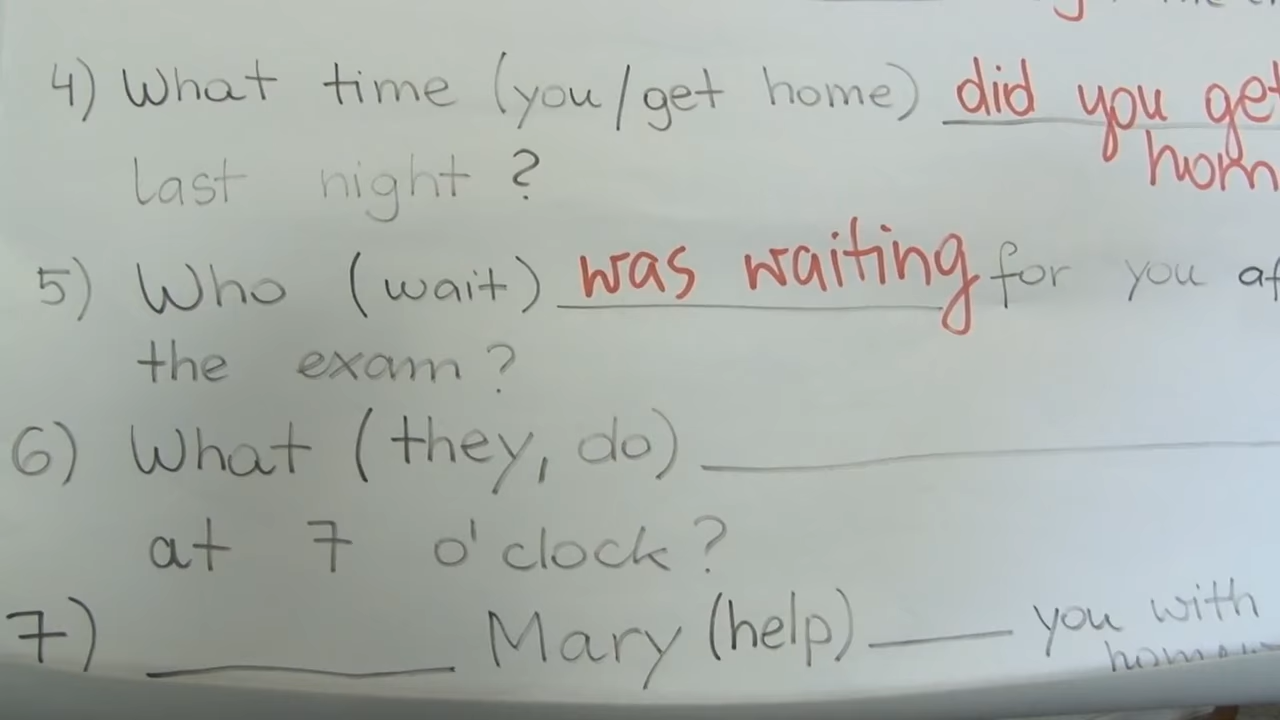 4) What time (you/get home) did you get
last night?
5) Who (wait) was waiting for you
the exam?
6) What (they, do)
at 7 o'clock?
7) Mary (help) you with